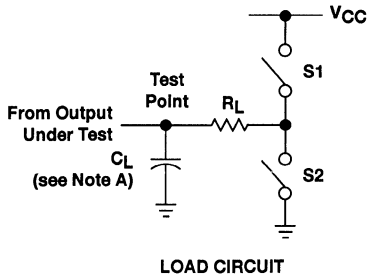 VCC
S1
Test
Point
RL
From Output
Under Test
CL
(see Note A)
S2
LOAD CIRCUIT